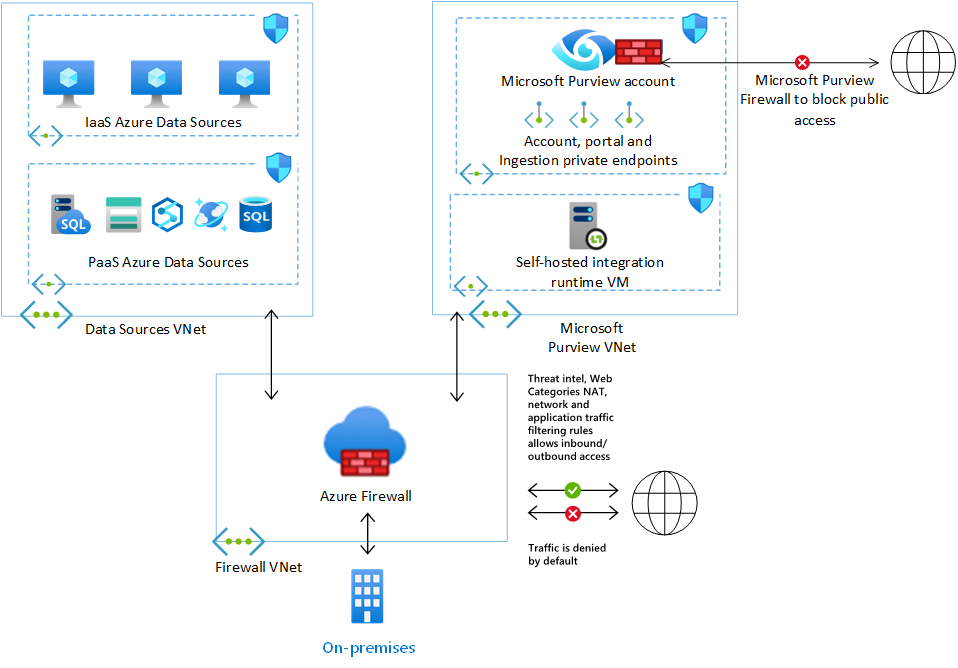 IaaS Azure Data Sources
SQL
SQL
PaaS Azure Data Sources
Data Sources VNet
Microsoft Purview account
Account, portal and
Ingestion private endpoints
Self-hosted integration
runtime VM
Microsoft
Purview VNet
Microsoft Purview
Firewall to block public
access
Azure Firewall
Firewall VNet
On-premises
Threat intel, Web
Categories NAT,
network and
application traffic
filtering rules
allows inbound/
outbound access
Traffic is denied
by default